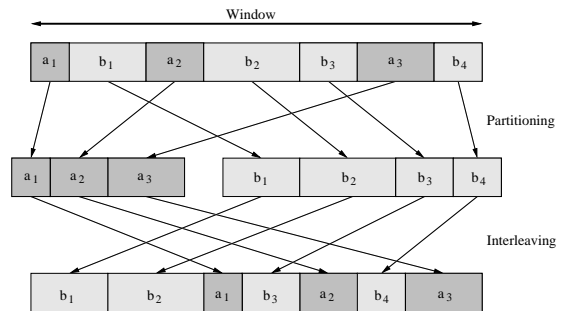 Window
a1 b1 a2 b2 b3 a3 b4
Partitioning
a1 a2 a3 b1 b2 b3 b4
Interleaving
b1 b2 a1 b3 a2 b4 a3